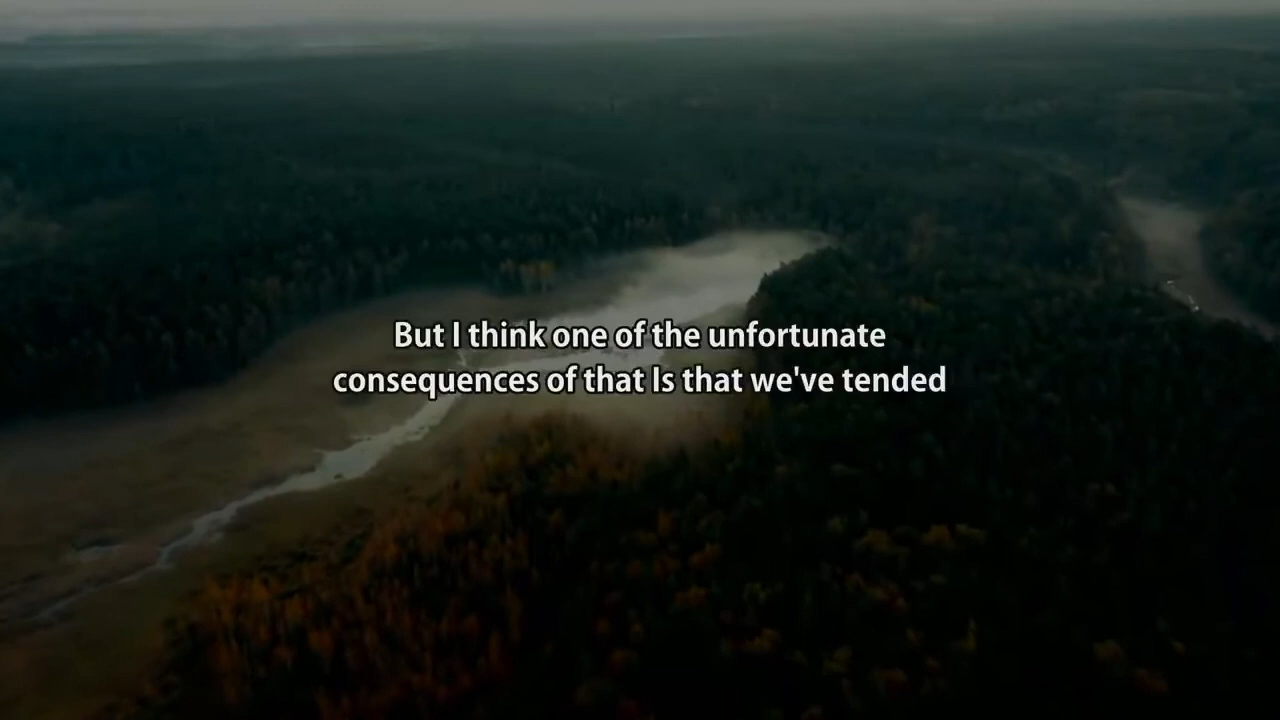 But I think one of the unfortunate
consequences of that Is that we've tended